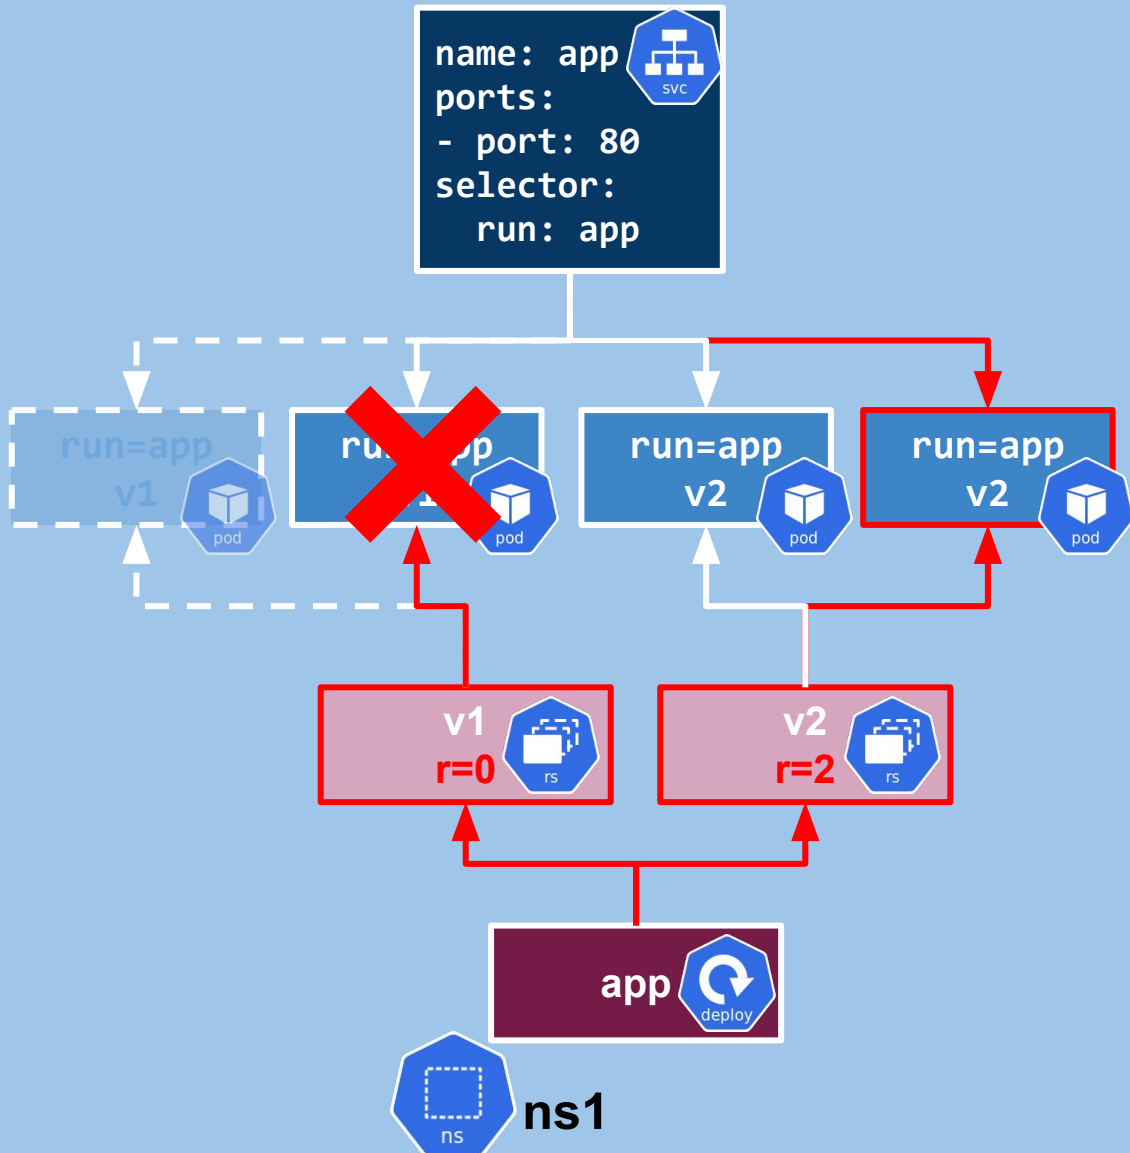 name: app
ports:
- port: 80
selector:
run: app
svc
run=app
v1
pod
pod
run=app
v2
pod
run=app
v2
pod
v1
r=0
rs
v2
r=2
rs
app
deploy
ns
ns1